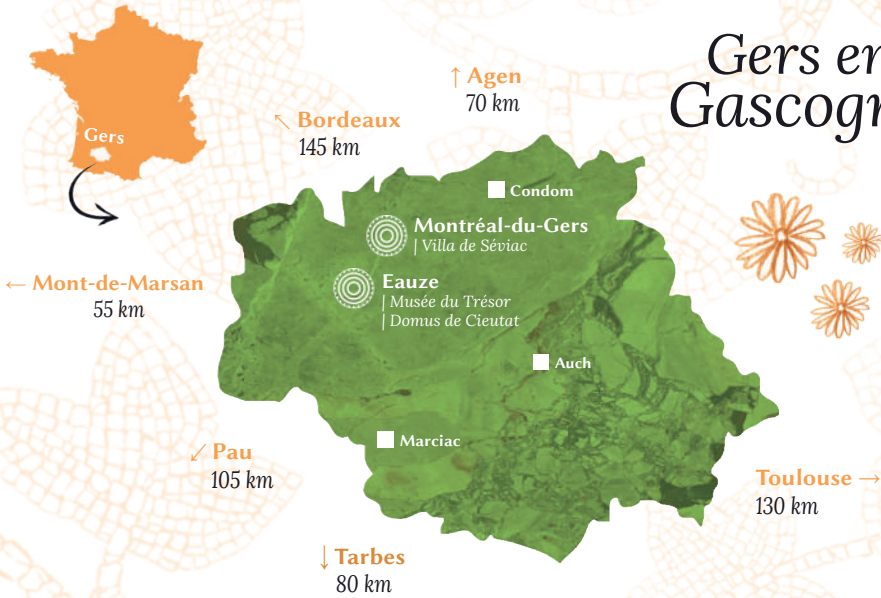 Gers en
Gascogn
Gers
↑ Agen
70 km
↖ Bordeaux
145 km
Condom
Montréal-du-Gers
| Villa de Séviac
← Mont-de-Marsan
55 km
Eauze
| Musée du Trésor
| Domus de Cieutat
Auch
Marciac
↙ Pau
105 km
Toulouse →
130 km
↓ Tarbes
80 km